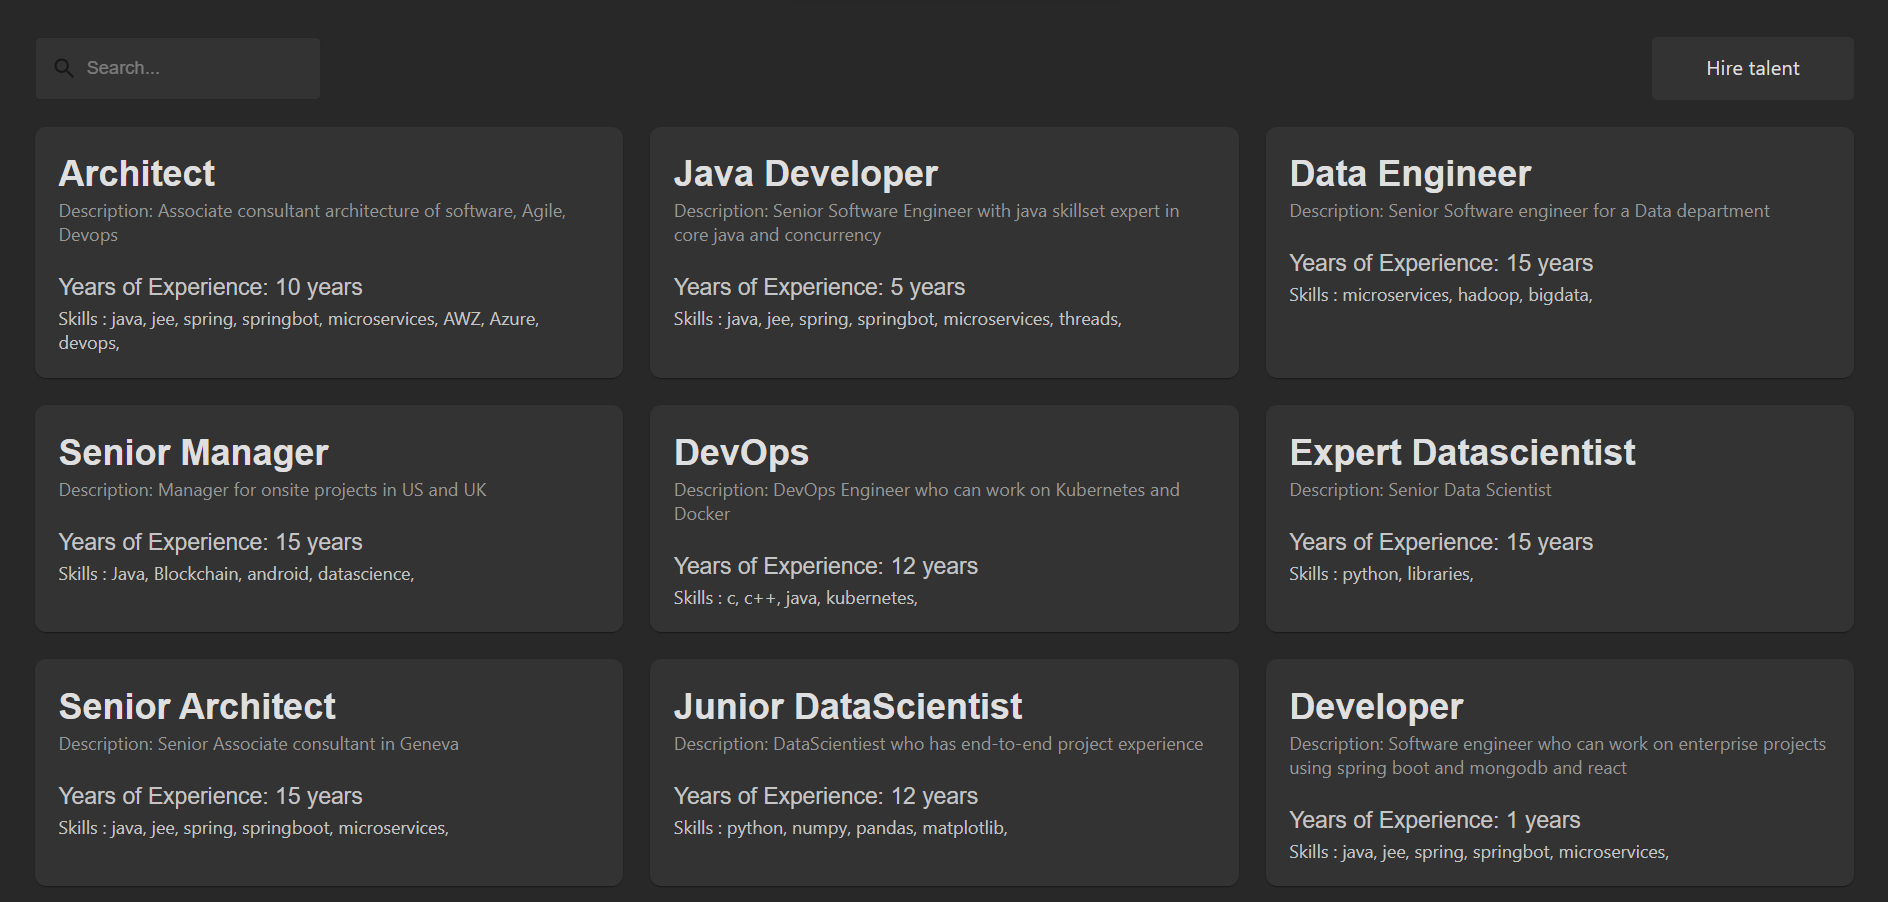 Search...
Hire talent
Architect
Description: Associate consultant architecture of software, Agile,
Devops
Years of Experience: 10 years
Skills : java, jee, spring, springbot, microservices, AWZ, Azure,
devops,
Java Developer
Description: Senior Software Engineer with java skillset expert in
core java and concurrency
Years of Experience: 5 years
Skills : java, jee, spring, springbot, microservices, threads,
Data Engineer
Description: Senior Software engineer for a Data department
Years of Experience: 15 years
Skills : microservices, hadoop, bigdata,
Senior Manager
Description: Manager for onsite projects in US and UK
Years of Experience: 15 years
Skills : Java, Blockchain, android, datascience,
DevOps
Description: DevOps Engineer who can work on Kubernetes and
Docker
Years of Experience: 12 years
Skills : c, c++, java, kubernetes,
Expert Datascientist
Description: Senior Data Scientist
Years of Experience: 15 years
Skills : python, libraries,
Senior Architect
Description: Senior Associate consultant in Geneva
Years of Experience: 15 years
Skills : java, jee, spring, springboot, microservices,
Junior DataScientist
Description: DataScientiest who has end-to-end project experience
Years of Experience: 12 years
Skills : python, numpy, pandas, matplotlib,
Developer
Description: Software engineer who can work on enterprise projects
using spring boot and mongodb and react
Years of Experience: 1 years
Skills : java, jee, spring, springbot, microservices,